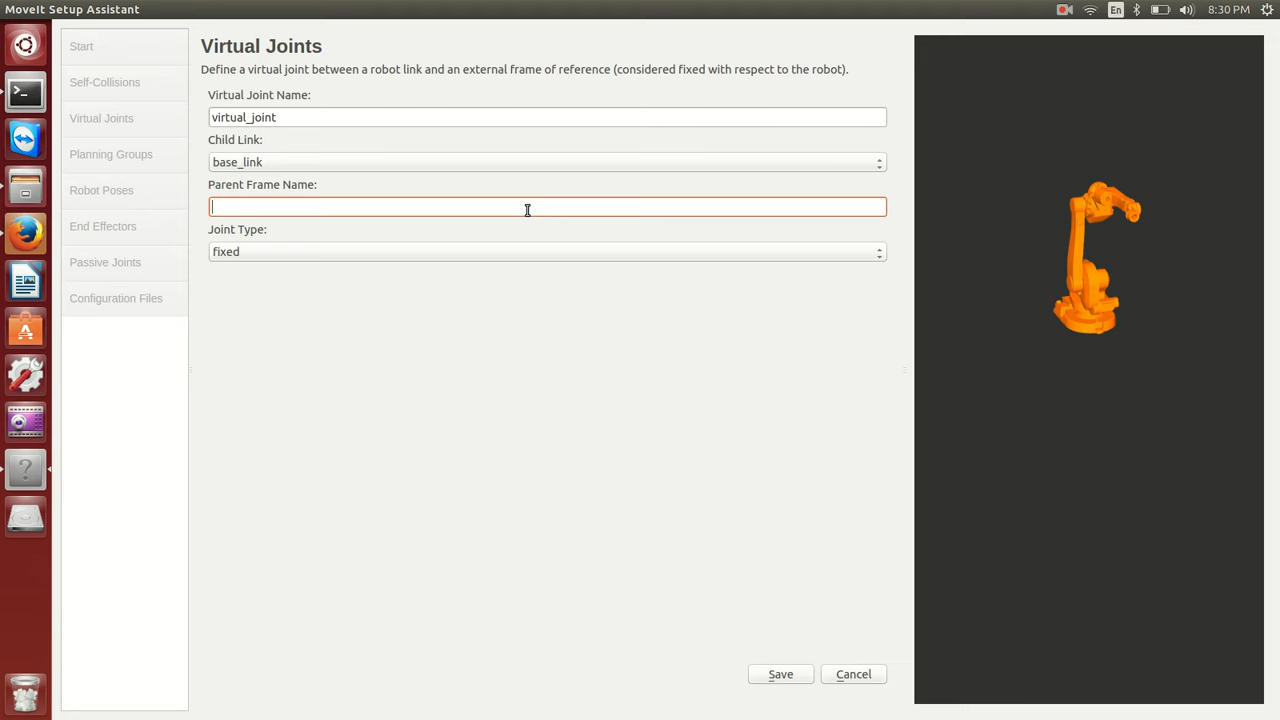 MoveIt Setup Assistant
En
8:30 PM
Start
Self-Collisions
Virtual Joints
Planning Groups
Robot Poses
End Effectors
Passive Joints
Configuration Files
Virtual Joints
Define a virtual joint between a robot link and an external frame of reference (considered fixed with respect to the robot).
Virtual Joint Name:
virtual_joint
Child Link:
base_link
Parent Frame Name:
Joint Type:
fixed
Save
Cancel